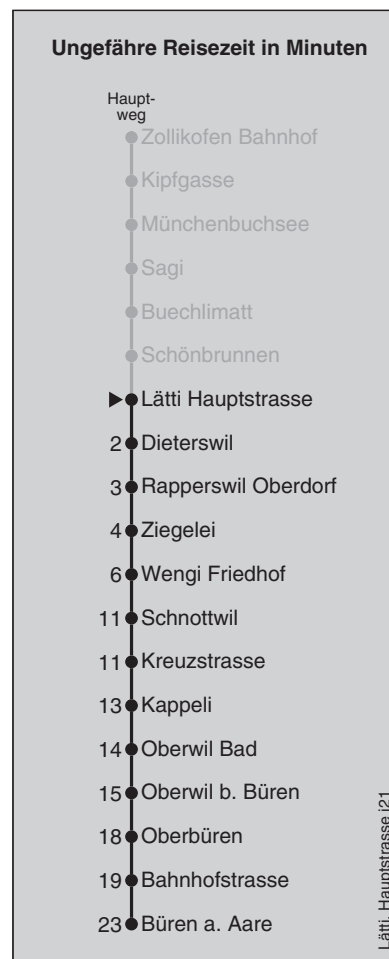 Ungefähre Reisezeit in Minuten
Haupt-
weg
Zollikofen Bahnhof
Kipfgasse
Münchenbuchsee
Sagi
Buechlimatt
Schönbrunnen
Lätti Hauptstrasse
2 Dieterswil
3 Rapperswil Oberdorf
4 Ziegelei
6 Wengi Friedhof
11 Schnottwil
11 Kreuzstrasse
13 Kappeli
14 Oberwil Bad
15 Oberwil b. Büren
18 Oberbüren
19 Bahnhofstrasse
23 Büren a. Aare
Lätti, Hauptstrasse j21